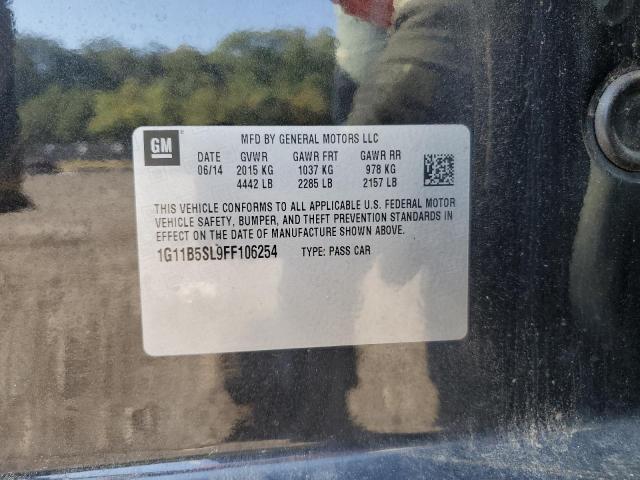 GM
MFD BY GENERAL MOTORS LLC
DATE GVWR GAWR FRT GAWR RR
06/14 2015 KG 1037 KG 978 KG
4442 LB 2285 LB 2157 LB
THIS VEHICLE CONFORMS TO ALL APPLICABLE U.S. FEDERAL MOTOR
VEHICLE SAFETY, BUMPER, AND THEFT PREVENTION STANDARDS IN
EFFECT ON THE DATE OF MANUFACTURE SHOWN ABOVE.
1G11B5SL9FF106254 TYPE: PASS CAR